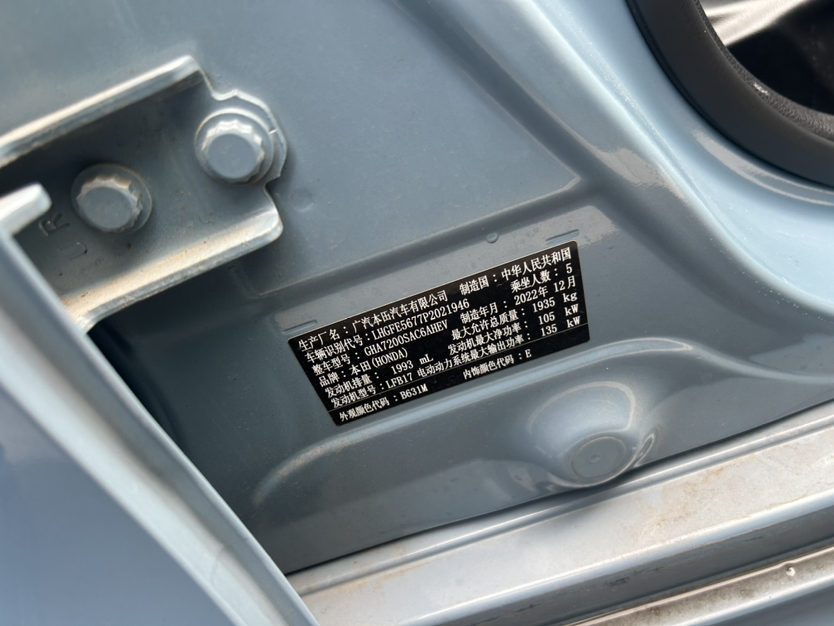 生产厂名：广汽本田汽车有限公司 制造国：中华人民共和国
车辆识别代号：LHGFE5677P2021946 乘坐人数：5
整车型号：GHA7200SAC6AHEV 制造年月：2022年 12月
品牌：本田(HONDA) 最大允许总质量：1935 kg
发动机排量：1993 mL 发动机最大净功率：105 kW
发动机型号：LFB17 电动动力系统最大输出功率：135 kW
外观颜色代码：B631M 内饰颜色代码：E
UR